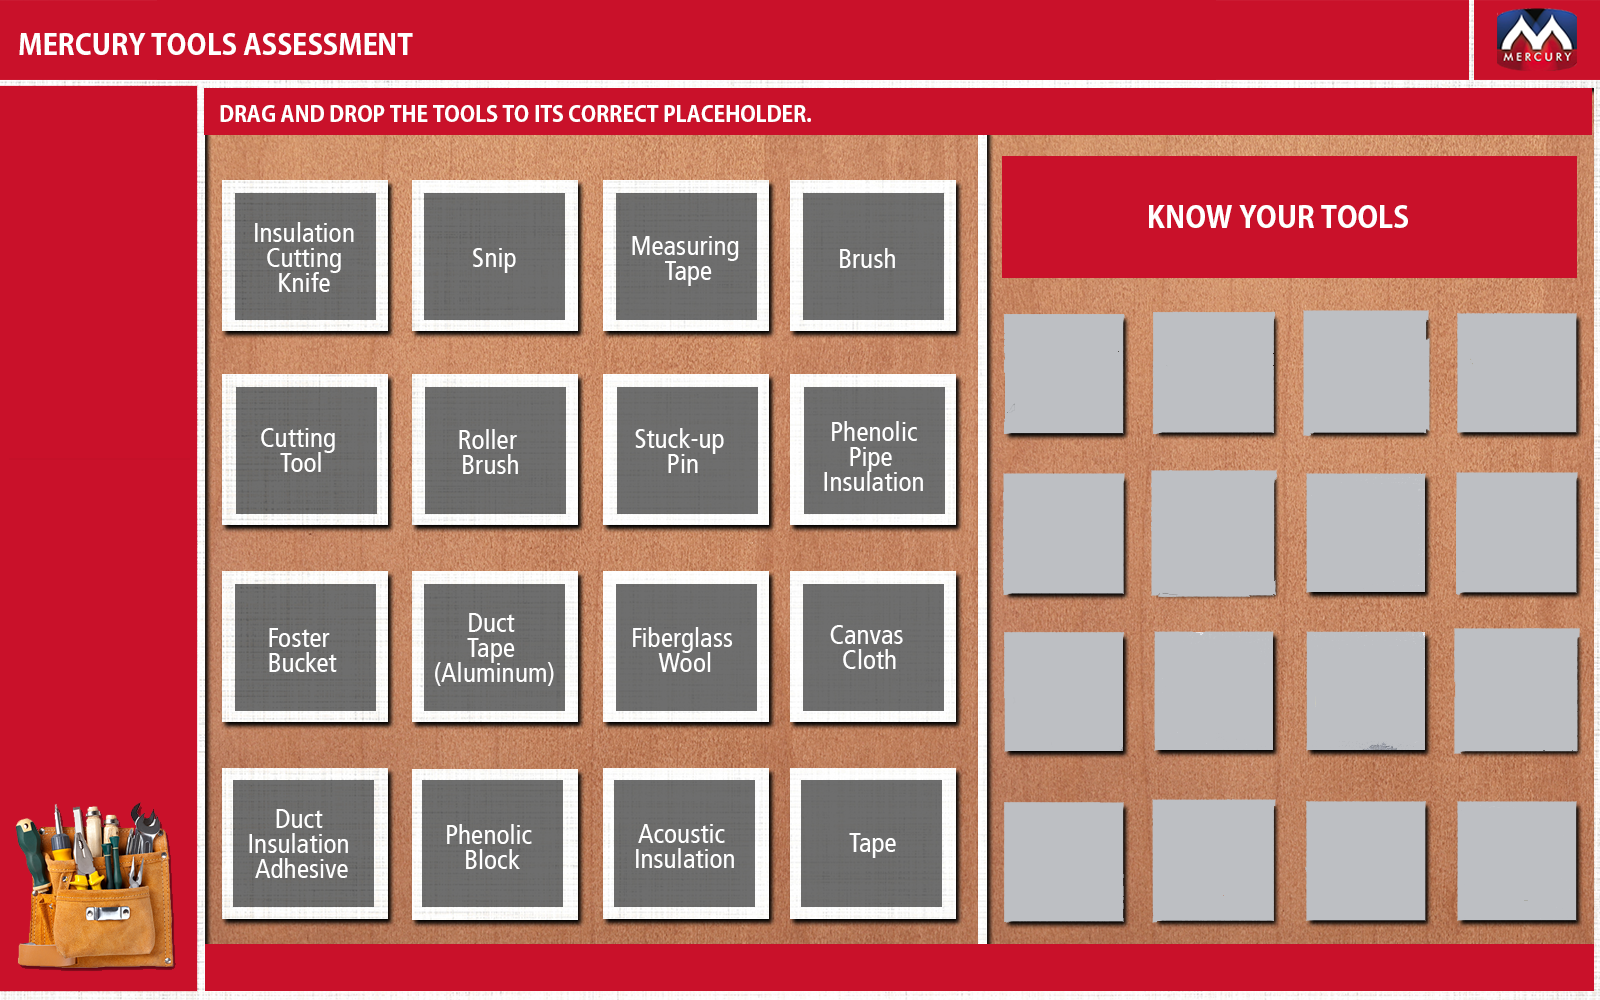 MERCURY TOOLS ASSESSMENT
MERCURY
DRAG AND DROP THE TOOLS TO ITS CORRECT PLACEHOLDER.
KNOW YOUR TOOLS
Insulation
Cutting
Knife
Snip
Measuring
Tape
Brush
Cutting
Tool
Roller
Brush
Stuck-up
Pin
Phenolic
Pipe
Insulation
Foster
Bucket
Duct
Tape
(Aluminum)
Fiberglass
Wool
Canvas
Cloth
Duct
Insulation
Adhesive
Phenolic
Block
Acoustic
Insulation
Tape